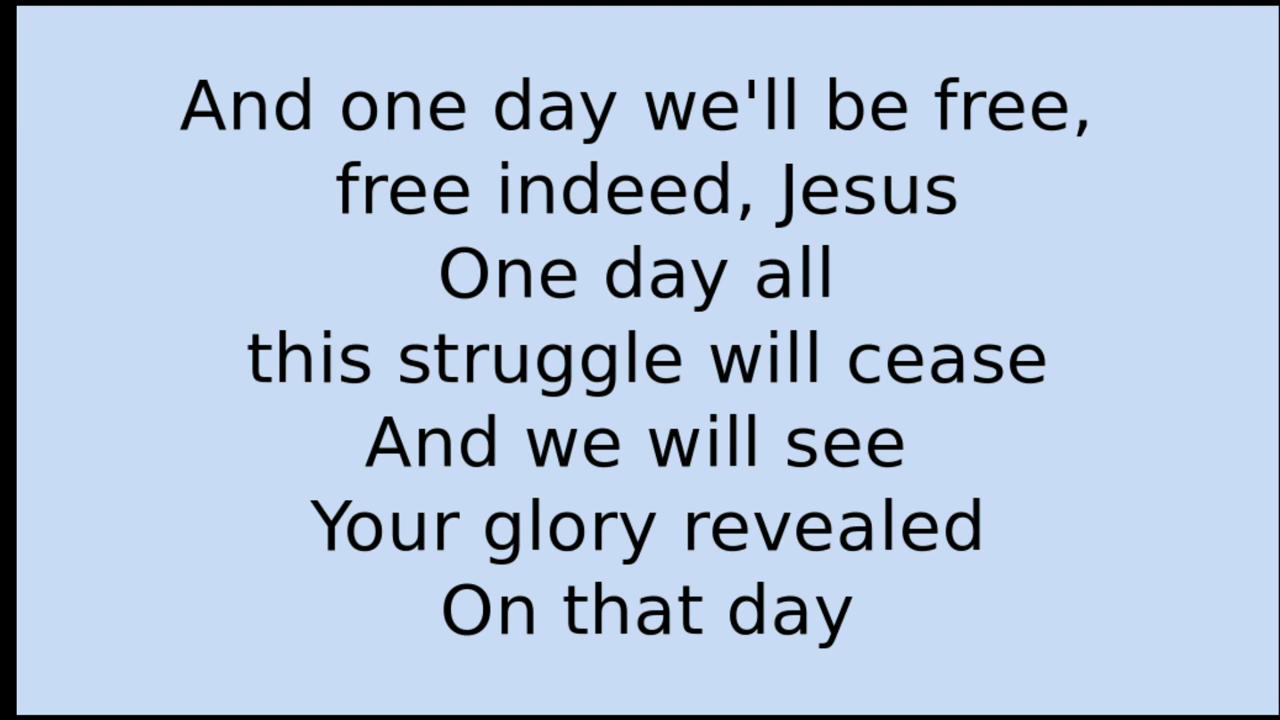 And one day we'll be free,
free indeed, Jesus
One day all
this struggle will cease
And we will see
Your glory revealed
On that day